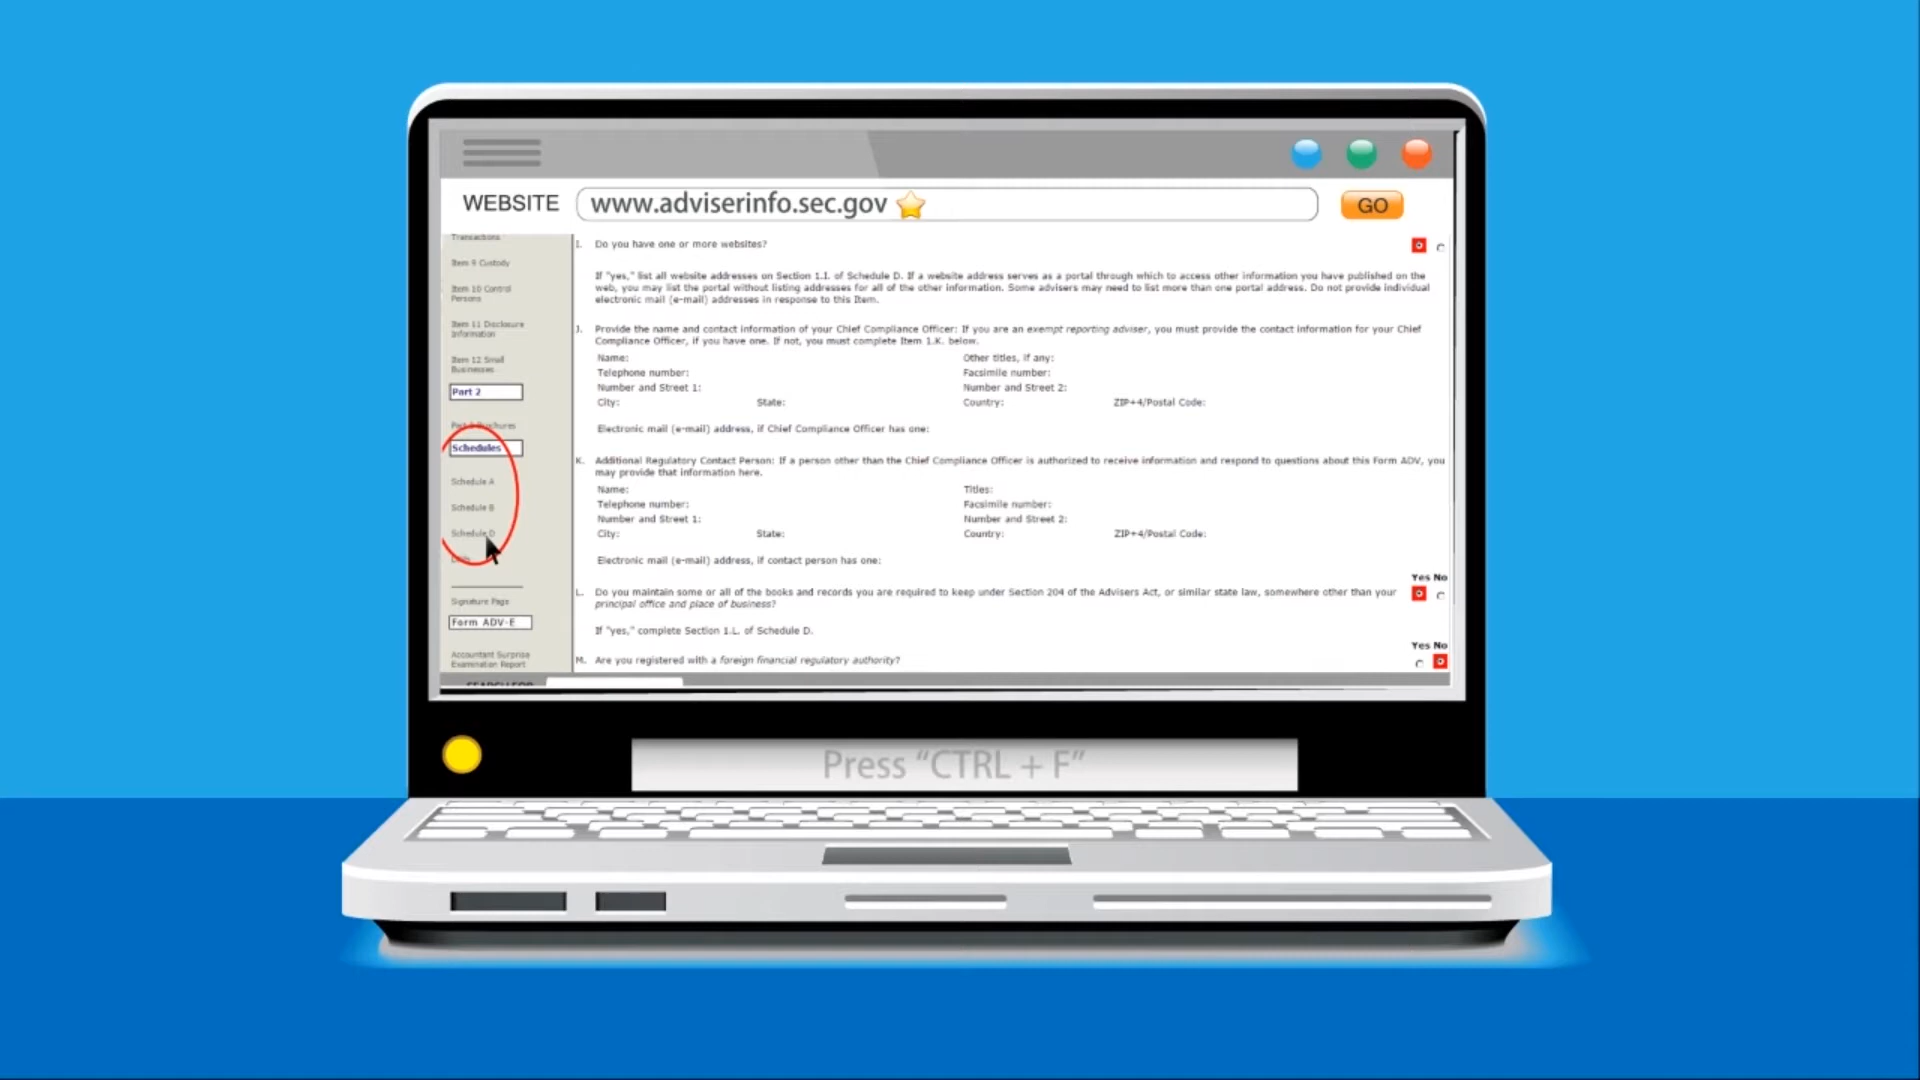 WEBSITE www.adviserinfo.sec.gov GO
Transactions
Item 9 Custody
Item 10 Control
Persons
Item 11 Disclosure
Information
Item 12 Small
Businesses
Part 2
Part 2 Brochures
Schedules
Schedule A
Schedule B
Schedule D
Signature Page
Form ADV-E
Accountant Surprise
Examination Report
I. Do you have one or more websites?
If "yes," list all website addresses on Section 1.I. of Schedule D. If a website address serves as a portal through which to access other information you have published on the
web, you may list the portal without listing addresses for all of the other information. Some advisers may need to list more than one portal address. Do not provide individual
electronic mail (e-mail) addresses in response to this Item.
J. Provide the name and contact information of your Chief Compliance Officer: If you are an exempt reporting adviser, you must provide the contact information for your Chief
Compliance Officer, if you have one. If not, you must complete Item 1.K. below.
Name: Other titles, if any:
Telephone number: Facsimile number:
Number and Street 1: Number and Street 2:
City: State: Country: ZIP+4/Postal Code:
Electronic mail (e-mail) address, if Chief Compliance Officer has one:
K. Additional Regulatory Contact Person: If a person other than the Chief Compliance Officer is authorized to receive information and respond to questions about this Form ADV, you
may provide that information here.
Name: Titles:
Telephone number: Facsimile number:
Number and Street 1: Number and Street 2:
City: State: Country: ZIP+4/Postal Code:
Electronic mail (e-mail) address, if contact person has one:
Yes No
L. Do you maintain some or all of the books and records you are required to keep under Section 204 of the Advisers Act, or similar state law, somewhere other than your
principal office and place of business?
If "yes," complete Section 1.L. of Schedule D.
Yes No
M. Are you registered with a foreign financial regulatory authority?
SEARCH FOR
Press “CTRL + F”